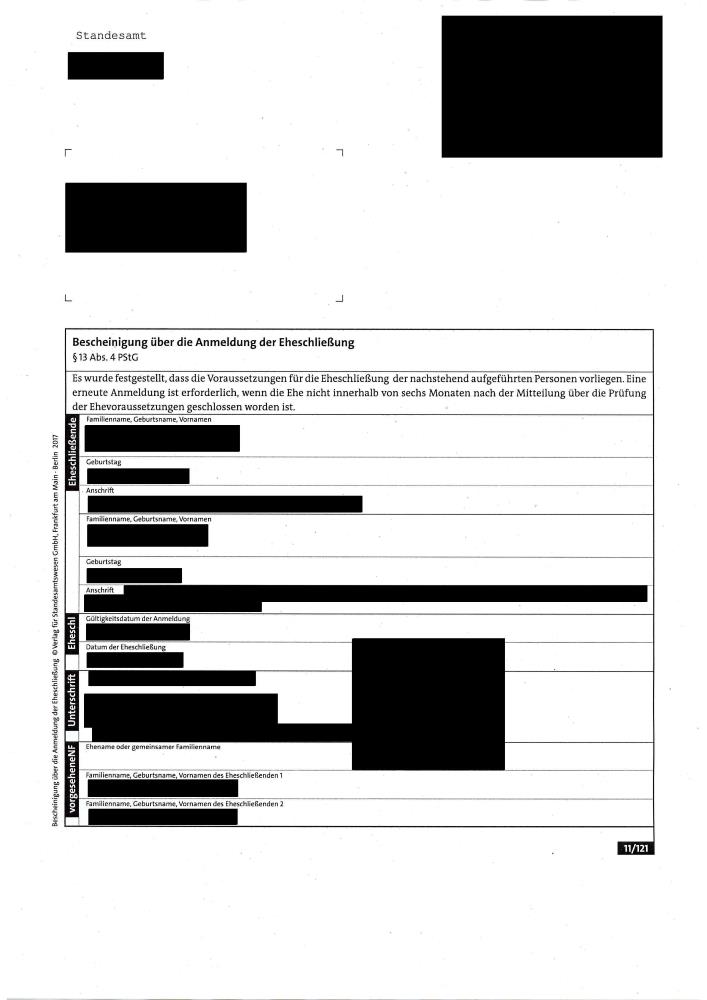 Standesamt
Bescheinigung über die Anmeldung der Eheschließung
§ 13 Abs. 4 PStG
Es wurde festgestellt, dass die Voraussetzungen für die Eheschließung der nachstehend aufgeführten Personen vorliegen. Eine
erneute Anmeldung ist erforderlich, wenn die Ehe nicht innerhalb von sechs Monaten nach der Mitteilung über die Prüfung
der Ehevoraussetzungen geschlossen worden ist.
Eheschließende
Familienname, Geburtsname, Vornamen
Geburtstag
Anschrift
Familienname, Geburtsname, Vornamen
Geburtstag
Anschrift
Eheschl
Gültigkeitsdatum der Anmeldung
Datum der Eheschließung
Unterschrift
vorgeseheneNF
Ehename oder gemeinsamer Familienname
Familienname, Geburtsname, Vornamen des Eheschließenden 1
Familienname, Geburtsname, Vornamen des Eheschließenden 2
Bescheinigung über die Anmeldung der Eheschließung © Verlag für Standesamtswesen GmbH, Frankfurt am Main · Berlin 2017
11/121